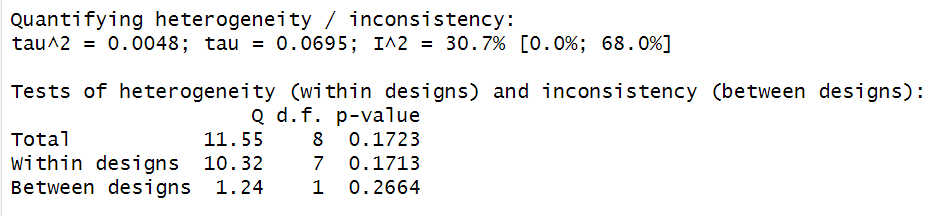 Quantifying heterogeneity / inconsistency:
tau^2 = 0.0048; tau = 0.0695; I^2 = 30.7% [0.0%; 68.0%]
Tests of heterogeneity (within designs) and inconsistency (between designs):
Q d.f. p-value
Total 11.55 8 0.1723
Within designs 10.32 7 0.1713
Between designs 1.24 1 0.2664